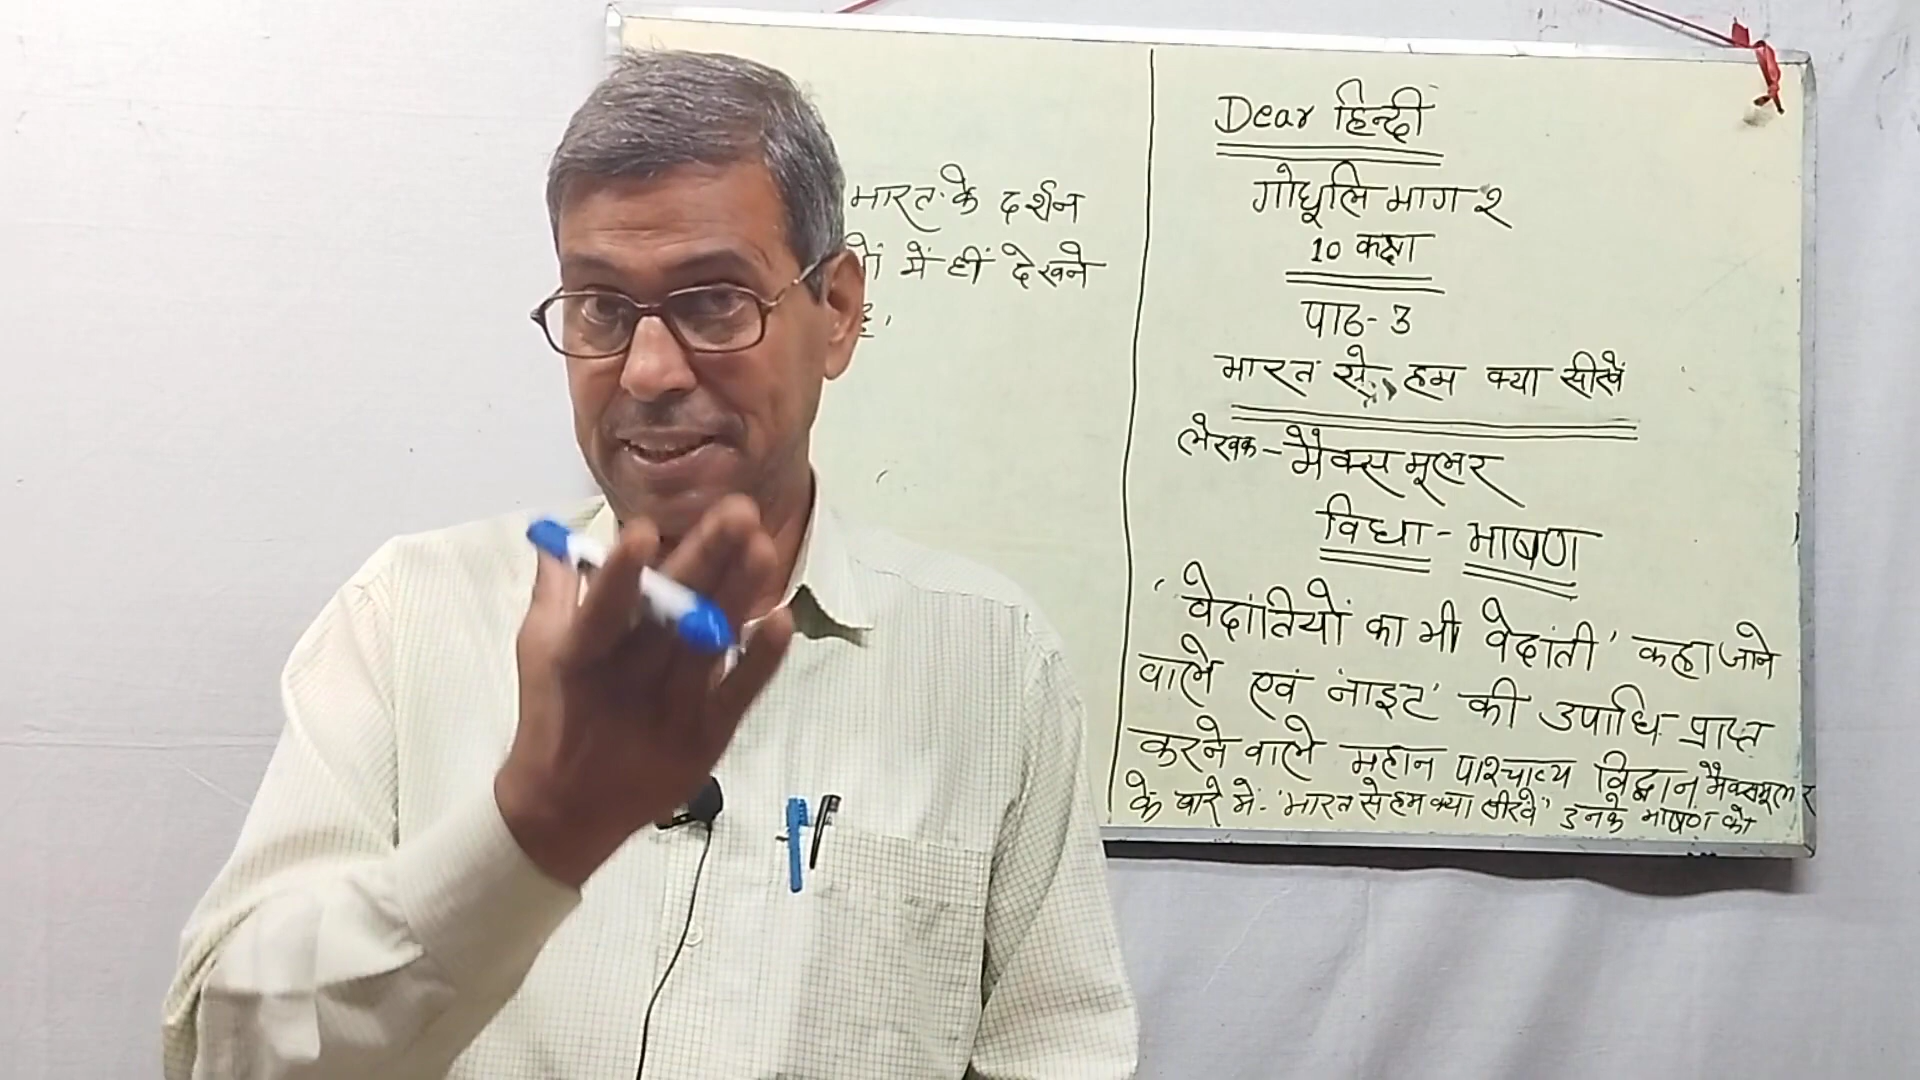 भारत के दर्शन
में ही देखने
Dear हिन्दी
गोधूलि भाग २
10 कक्षा
पाठ- 3
भारत से हम क्या सीखें
लेखक - मैक्स मूलर
विधा - भाषण
'वेदांतियों का भी वेदांती' कहा जाने
वाले एवं 'नाइट' की उपाधि प्राप्त
करने वाले महान पाश्चात्य विद्वान मैक्समूलर
के बारे में - 'भारत से हम क्या सीखें' उनके भाषण को